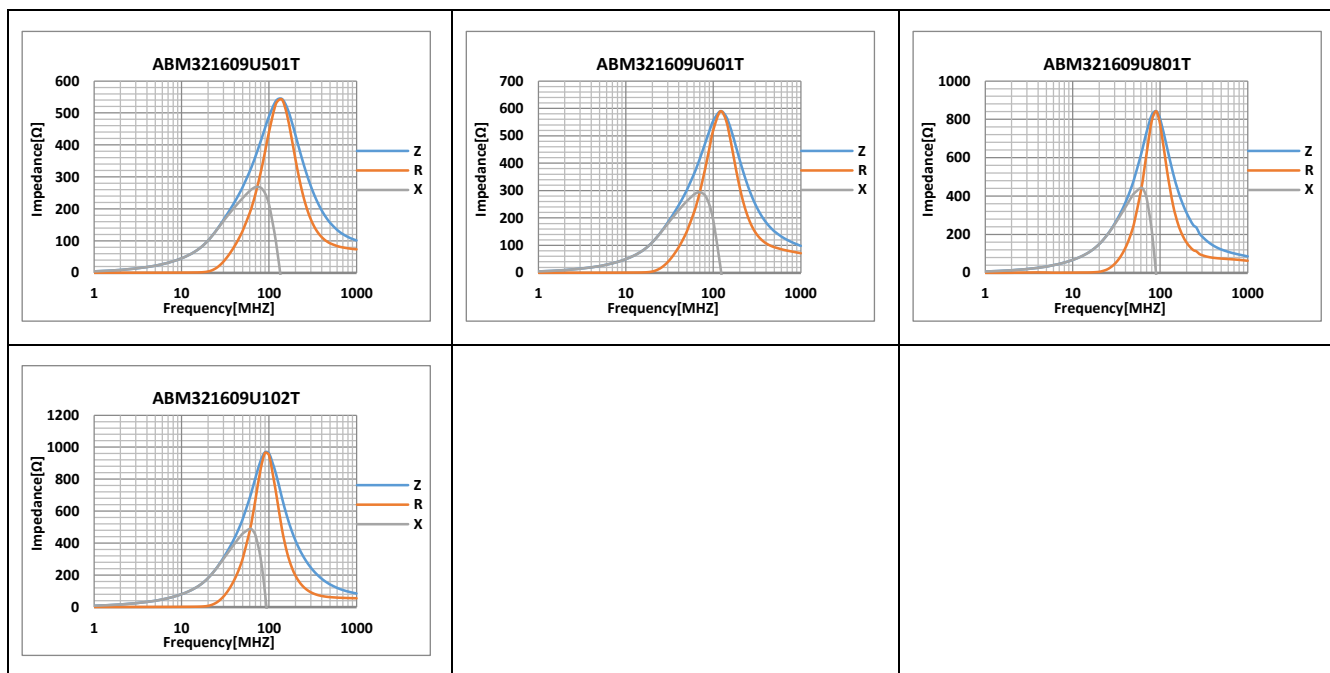 ABM321609U501T
600
500
400
300
200
100
0
Impedance[Ω]
1 10 100 1000
Frequency[MHZ]
Z
R
X
ABM321609U601T
700
600
500
400
300
200
100
0
Impedance[Ω]
1 10 100 1000
Frequency[MHZ]
Z
R
X
ABM321609U801T
1000
800
600
400
200
0
Impedance[Ω]
1 10 100 1000
Frequency[MHZ]
Z
R
X
ABM321609U102T
1200
1000
800
600
400
200
0
Impedance[Ω]
1 10 100 1000
Frequency[MHZ]
Z
R
X